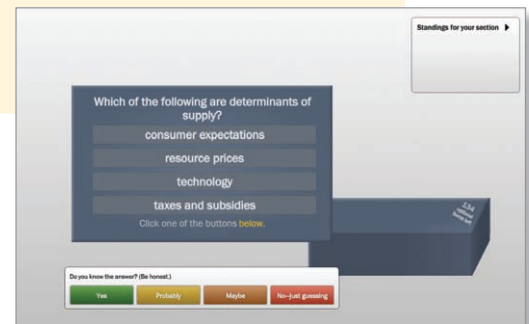 Standings for your section
Which of the following are determinants of
supply?
consumer expectations
resource prices
technology
taxes and subsidies
Click one of the buttons below.
Do you know the answer? (Be honest.)
Yes
Probably
Maybe
No–just guessing